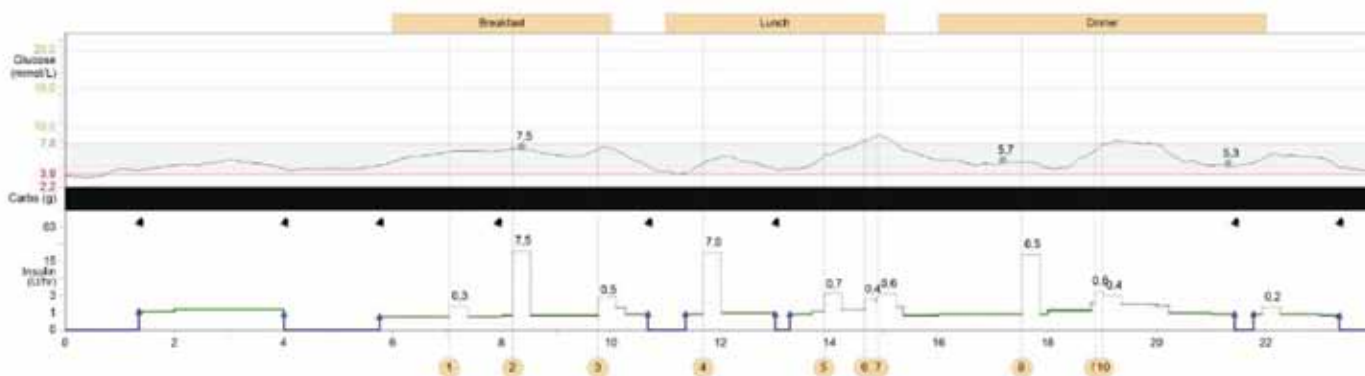 Breakfast Lunch Dinner
20.0
Glucose
(mmol/L)
15.0
10.0
7.8
7.5 5.7 5.3
3.9
2.2
Carbs (g)
63
7.5 7.0 6.5
15
Insulin
(U/hr)
0.3 0.5 0.7 0.4 0.6 0.6 0.4 0.2
3
1
0
0 2 4 6 8 10 12 14 16 18 20 22
1 2 3 4 5 6 7 8 10